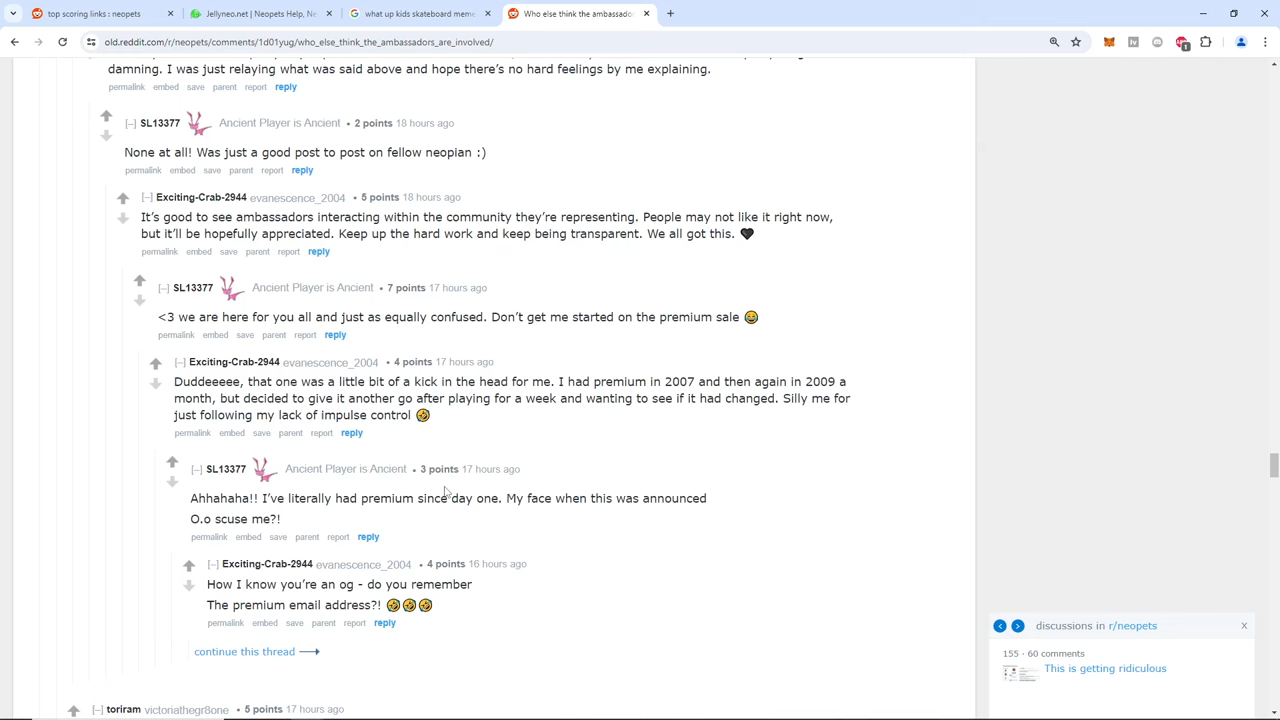 top scoring links : neopets
Jellyneo.net | Neopets Help, Ne
what up kids skateboard meme
Who else think the ambassado
old.reddit.com/r/neopets/comments/1d01yug/who_else_think_the_ambassadors_are_involved/
damning. I was just relaying what was said above and hope there's no hard feelings by me explaining.
permalink embed save parent report reply
[–] SL13377 Ancient Player is Ancient • 2 points 18 hours ago
None at all! Was just a good post to post on fellow neopian :)
permalink embed save parent report reply
[–] Exciting-Crab-2944 evanescence_2004 • 5 points 18 hours ago
It's good to see ambassadors interacting within the community they're representing. People may not like it right now,
but it'll be hopefully appreciated. Keep up the hard work and keep being transparent. We all got this. 🖤
permalink embed save parent report reply
[–] SL13377 Ancient Player is Ancient • 7 points 17 hours ago
<3 we are here for you all and just as equally confused. Don't get me started on the premium sale 😂
permalink embed save parent report reply
[–] Exciting-Crab-2944 evanescence_2004 • 4 points 17 hours ago
Duddeeeee, that one was a little bit of a kick in the head for me. I had premium in 2007 and then again in 2009 a
month, but decided to give it another go after playing for a week and wanting to see if it had changed. Silly me for
just following my lack of impulse control 🤣
permalink embed save parent report reply
[–] SL13377 Ancient Player is Ancient • 3 points 17 hours ago
Ahhahaha!! I've literally had premium since day one. My face when this was announced
O.o scuse me?!
permalink embed save parent report reply
[–] Exciting-Crab-2944 evanescence_2004 • 4 points 16 hours ago
How I know you're an og - do you remember
The premium email address?! 🤣🤣🤣
permalink embed save parent report reply
continue this thread
[–] toriram victoriathegr8one • 5 points 17 hours ago
discussions in r/neopets X
155 · 60 comments
This is getting ridiculous